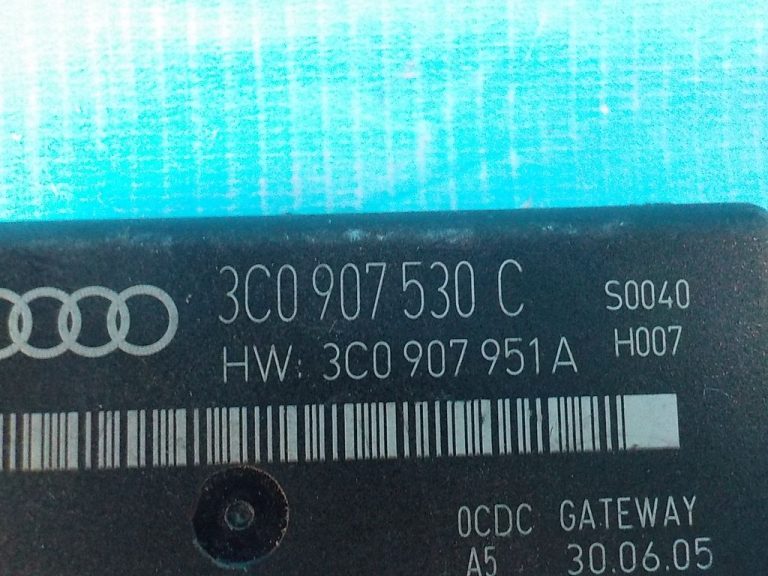 3C0 907 530 C S0040
HW: 3C0 907 951 A H007
0CDC GATEWAY
A5 30.06.05